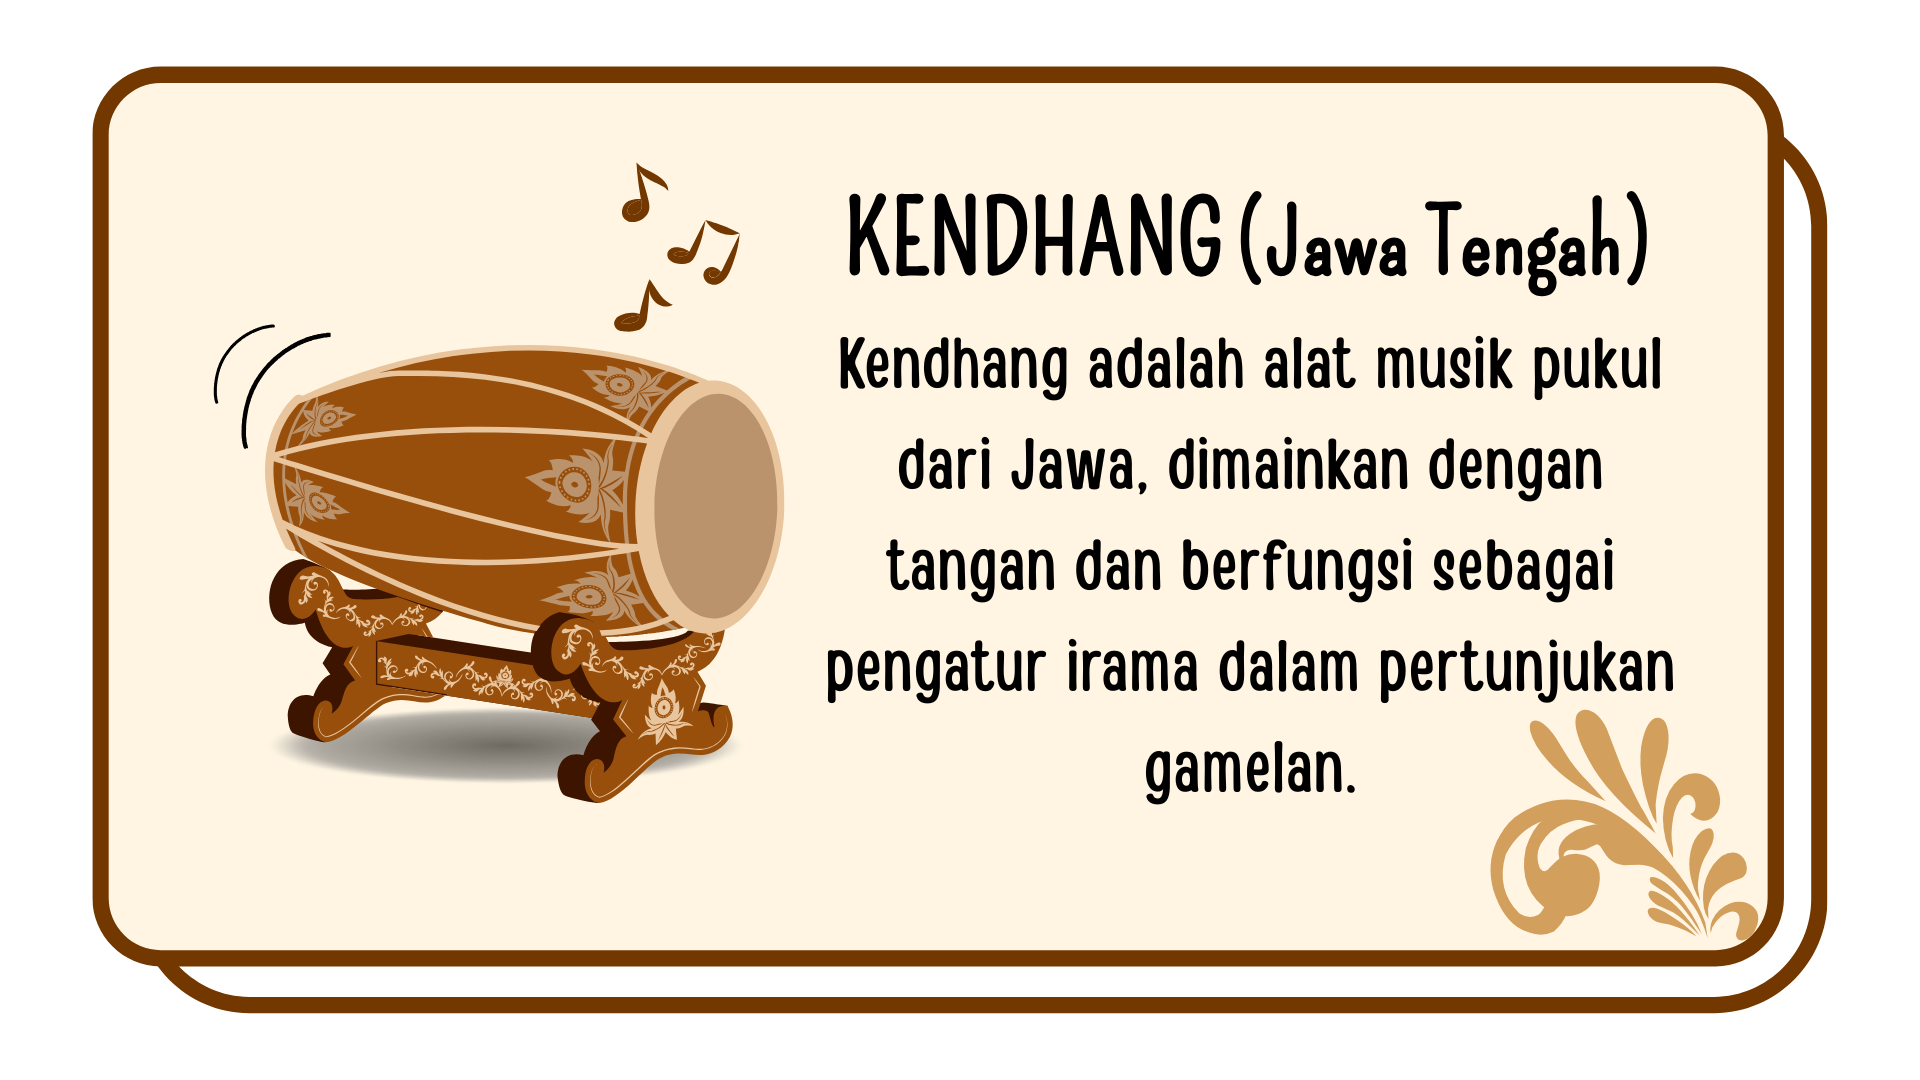 KENDHANG (Jawa Tengah)
Kendhang adalah alat musik pukul
dari Jawa, dimainkan dengan
tangan dan berfungsi sebagai
pengatur irama dalam pertunjukan
gamelan.